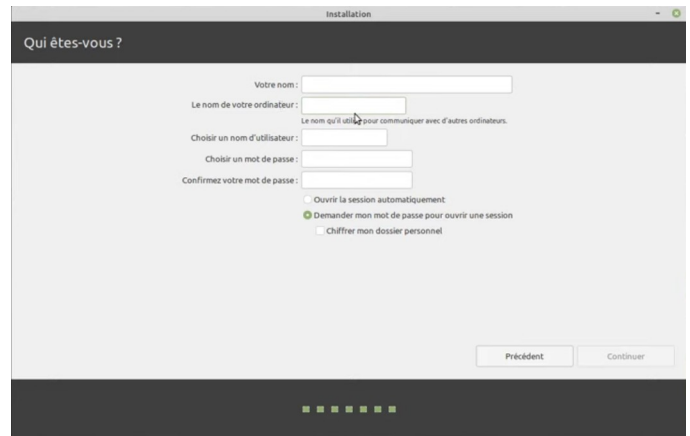 Installation
Qui êtes-vous ?
Votre nom :
Le nom de votre ordinateur :
Le nom qu'il utilise pour communiquer avec d'autres ordinateurs.
Choisir un nom d'utilisateur :
Choisir un mot de passe :
Confirmez votre mot de passe :
Ouvrir la session automatiquement
Demander mon mot de passe pour ouvrir une session
Chiffrer mon dossier personnel
Précédent
Continuer